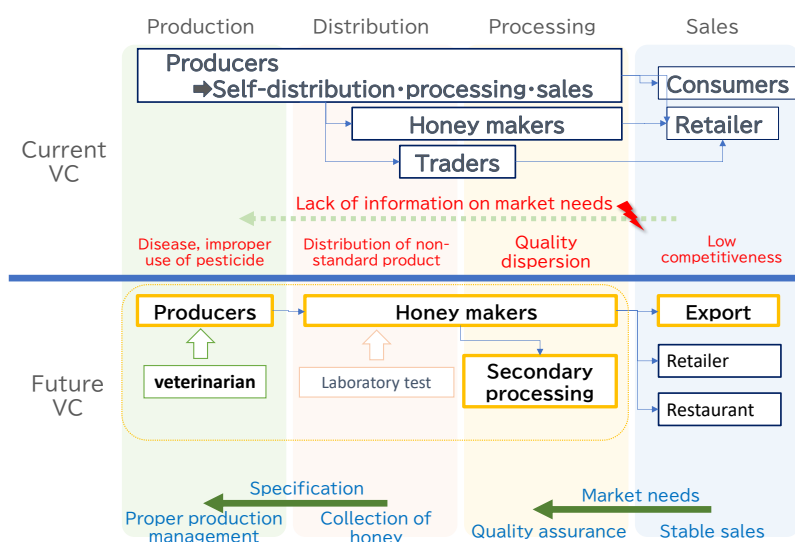 Production
Distribution
Processing
Sales
Current
VC
Producers
➡Self-distribution・processing・sales
Consumers
Honey makers
Retailer
Traders
Lack of information on market needs
Disease, improper
use of pesticide
Distribution of non-
standard product
Quality
dispersion
Low
competitiveness
Future
VC
Producers
Honey makers
Export
veterinarian
Laboratory test
Secondary
processing
Retailer
Restaurant
Specification
Market needs
Proper production
management
Collection of
honey
Quality assurance
Stable sales